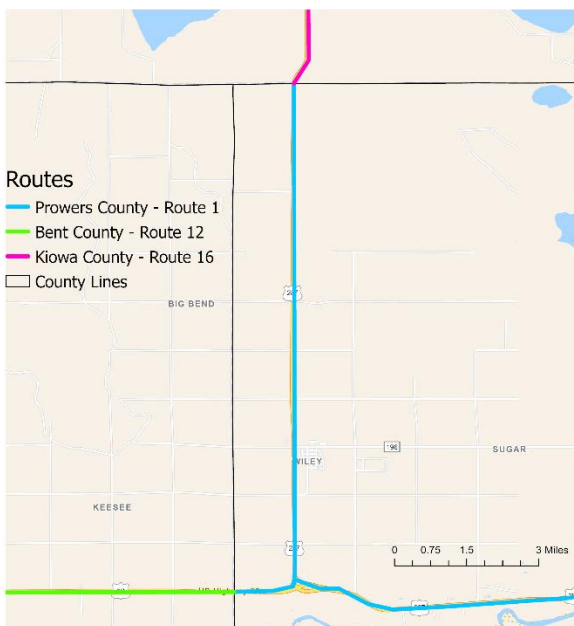 Routes
Prowers County - Route 1
Bent County - Route 12
Kiowa County - Route 16
County Lines
BIG BEND
196
SUGAR
WILEY
KEESEE
0 0.75 1.5 3 Miles